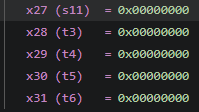 x27 (s11) = 0x00000000
x28 (t3) = 0x00000000
x29 (t4) = 0x00000000
x30 (t5) = 0x00000000
x31 (t6) = 0x00000000